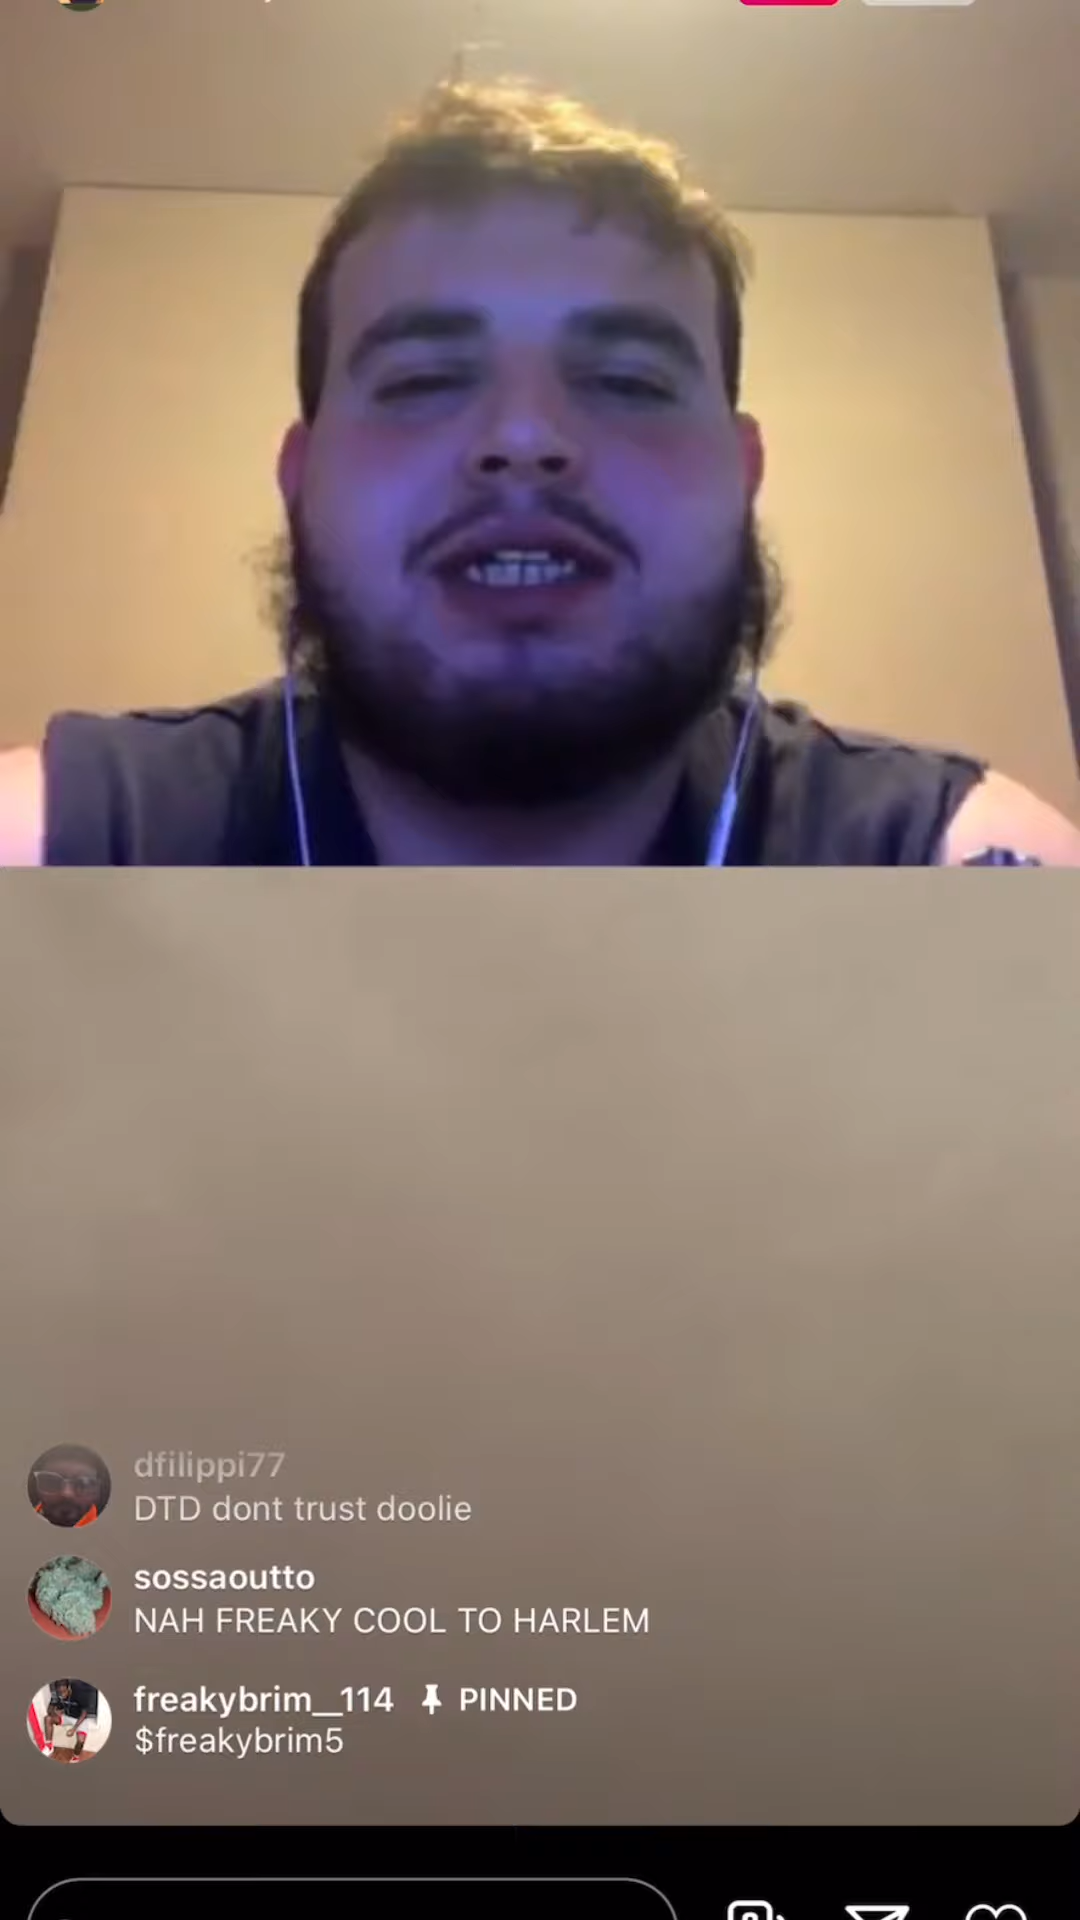 dfilippi77
DTD dont trust doolie
sossaoutto
NAH FREAKY COOL TO HARLEM
freakybrim__114 PINNED
$freakybrim5